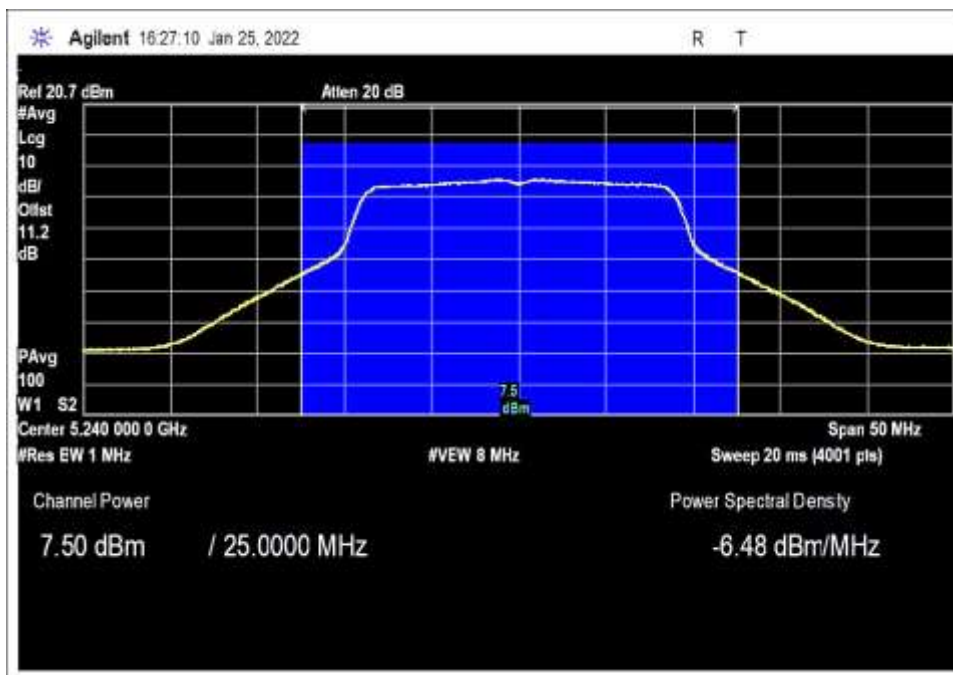 Agilent 16:27:10 Jan 25, 2022
R T
Ref 20.7 dBm
Atten 20 dB
#Avg
Log
10
dB/
Offst
11.2
dB
PAvg
100
W1 S2
7.5
dBm
Center 5.240 000 0 GHz
Span 50 MHz
#Res BW 1 MHz
#VBW 8 MHz
Sweep 20 ms (4001 pts)
Channel Power
Power Spectral Density
7.50 dBm / 25.0000 MHz
-6.48 dBm/MHz